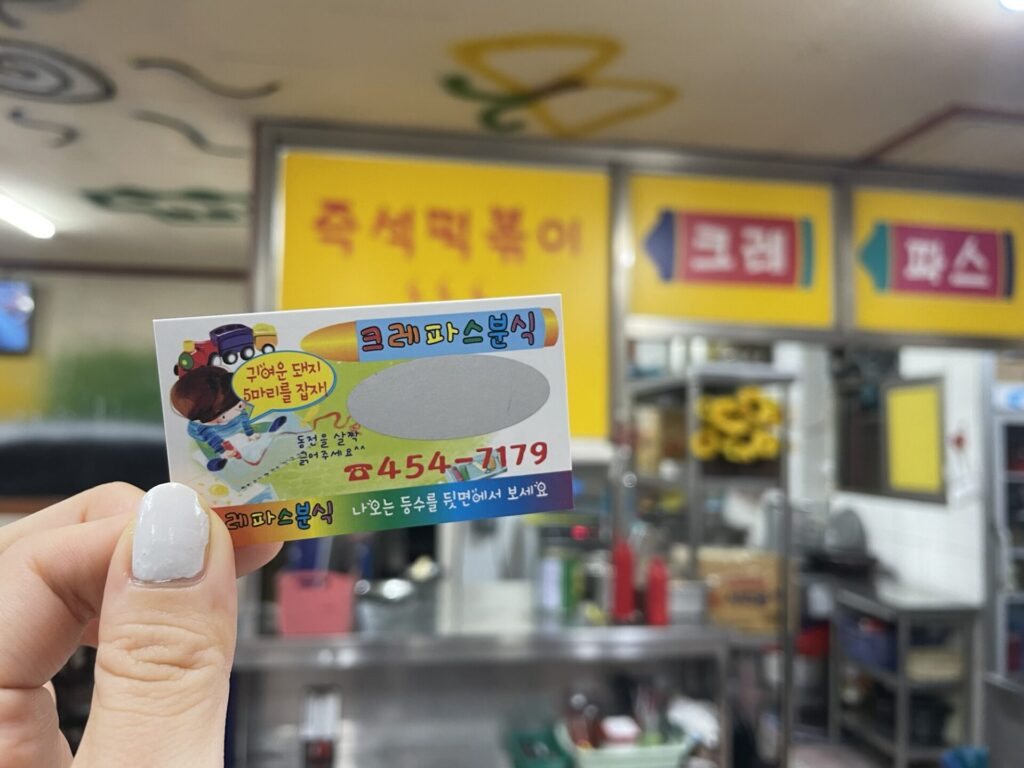 즉석떡볶이
크레
파스
크레파스분식
귀여운 돼지
5마리를 잡자!
동전을 살짝
긁어주세요^^
☎454-7179
레파스분식
나오는 등수를 뒷면에서 보세요